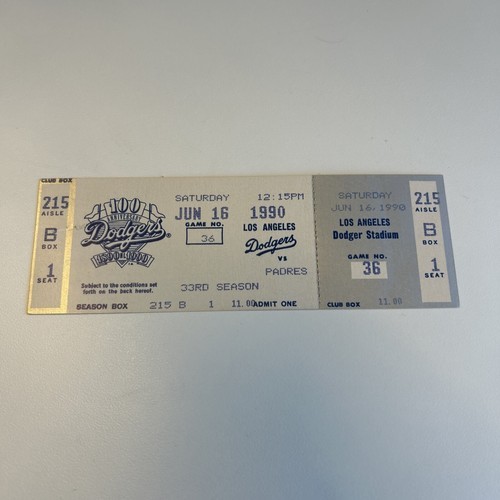 CLUB BOX
215
AISLE
B
BOX
1
SEAT
100
ANNIVERSARY
Dodgers
1890 1990
Subject to the conditions set
forth on the back hereof.
SEASON BOX 215 B 1 11.00 ADMIT ONE
SATURDAY 12:15PM
JUN 16 1990
GAME NO.
36
LOS ANGELES
Dodgers
VS
PADRES
33RD SEASON
SATURDAY
JUN 16, 1990
LOS ANGELES
Dodger Stadium
GAME NO.
36
CLUB BOX 11.00
215
AISLE
B
BOX
1
SEAT